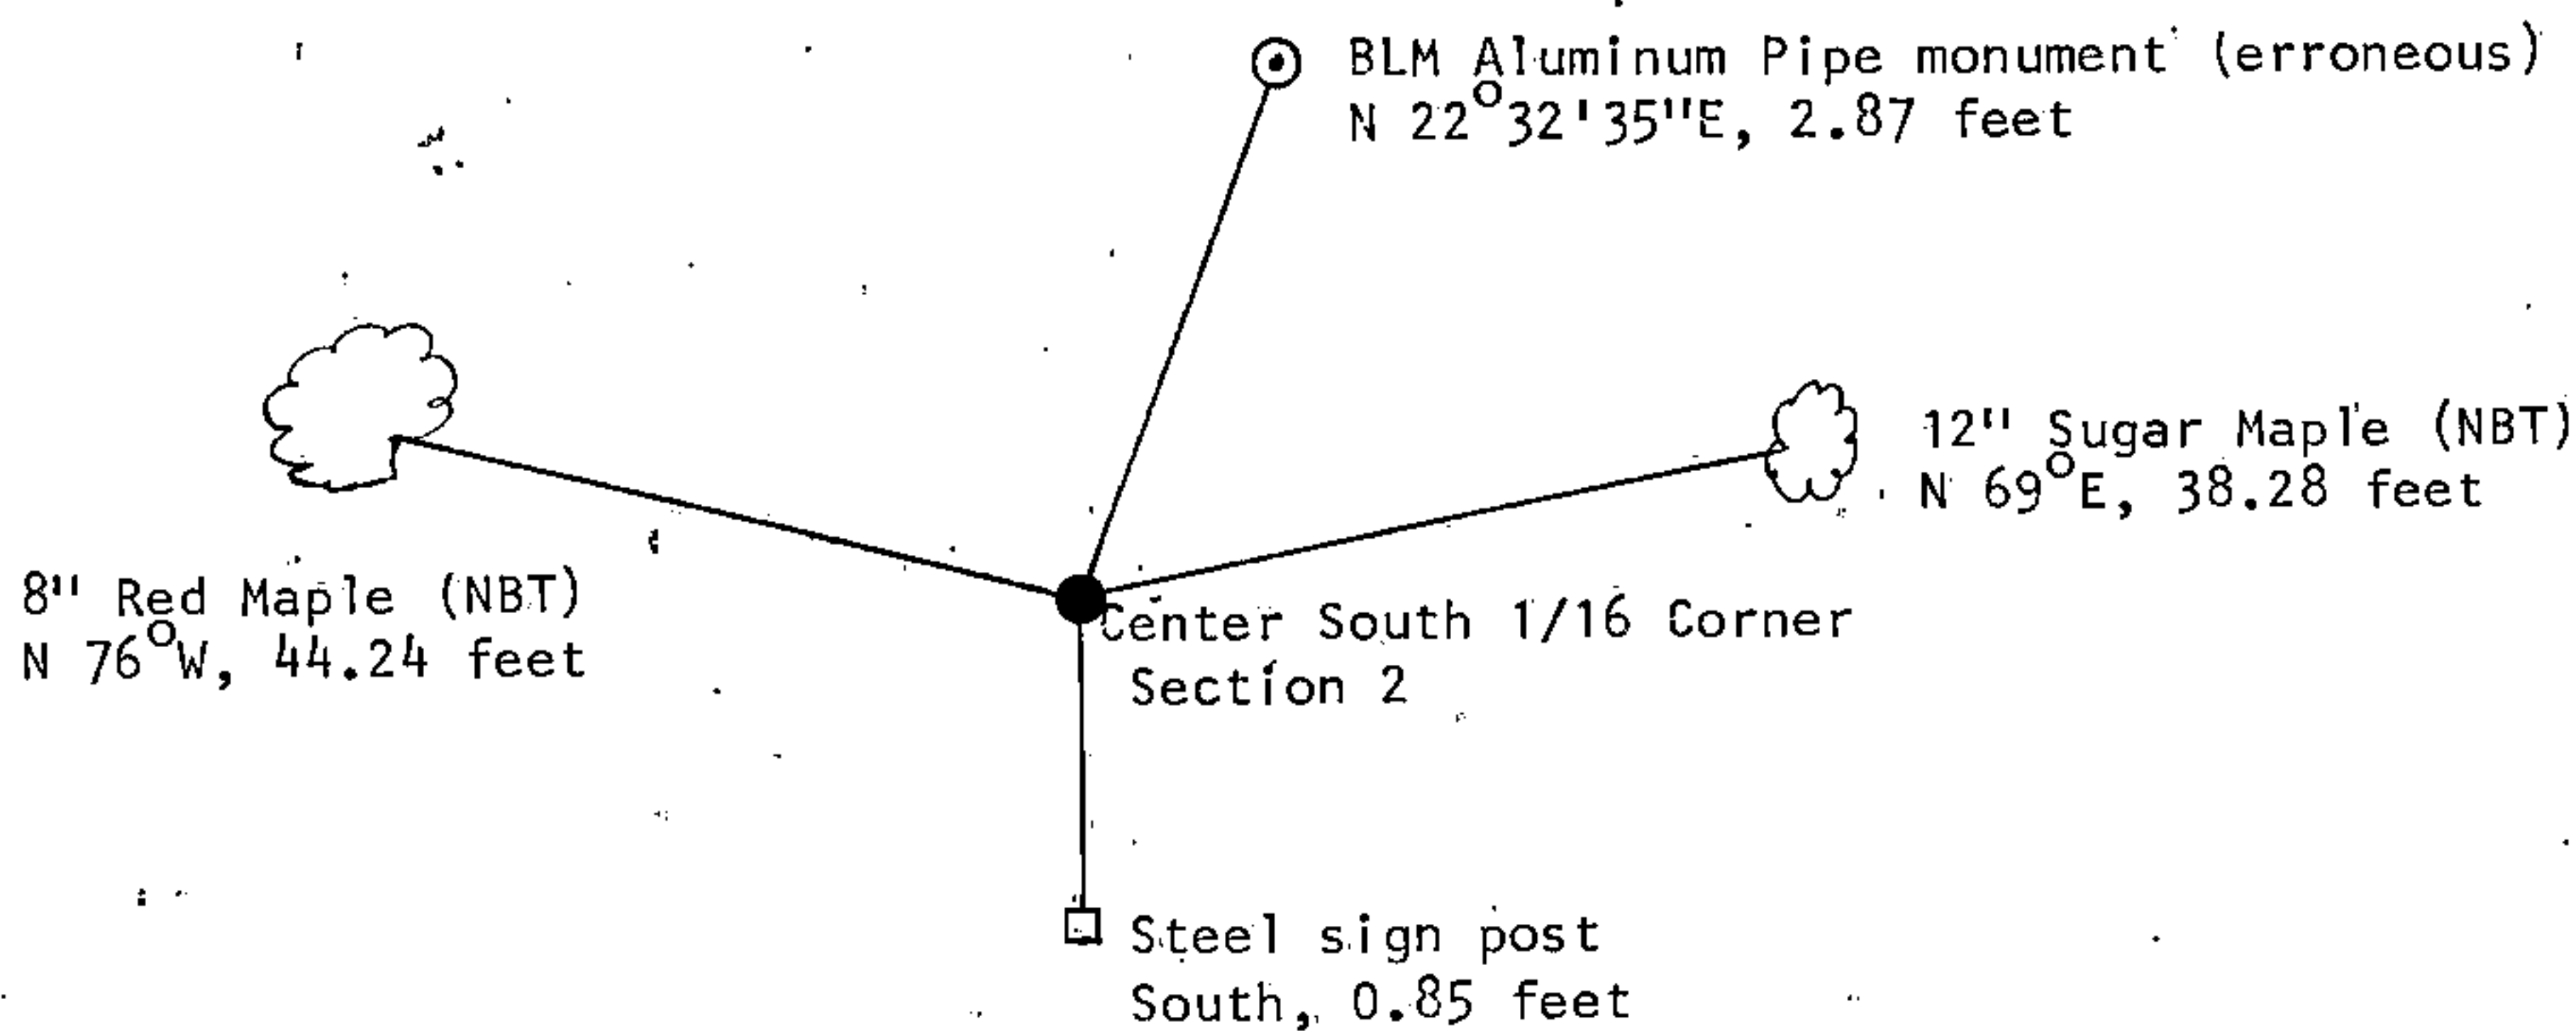 BLM Aluminum Pipe monument (erroneous)
N 22°32'35"E, 2.87 feet
12" Sugar Maple (NBT)
N 69°E, 38.28 feet
8" Red Maple (NBT)
N 76°W, 44.24 feet
Center South 1/16 Corner
Section 2
Steel sign post
South, 0.85 feet